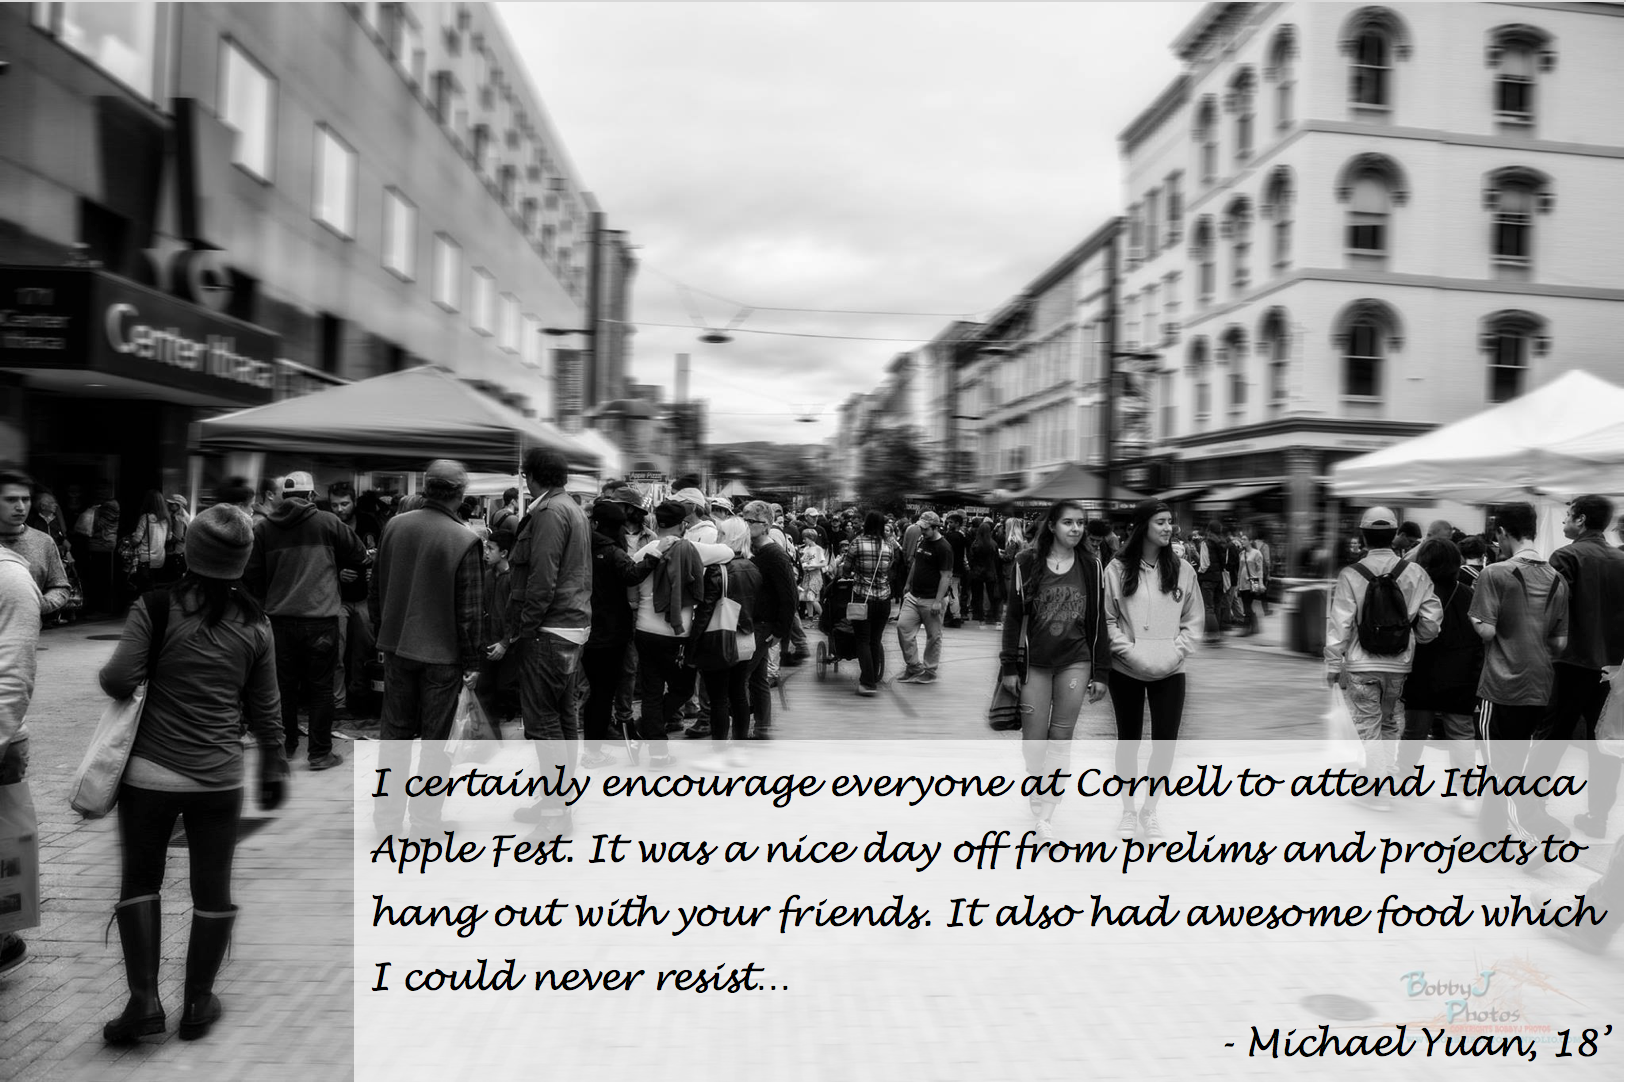 171
Center
Ithaca
Center Ithaca
I certainly encourage everyone at Cornell to attend Ithaca
Apple Fest. It was a nice day off from prelims and projects to
hang out with your friends. It also had awesome food which
I could never resist...
BobbyJ
Photos
- Michael Yuan, 18’